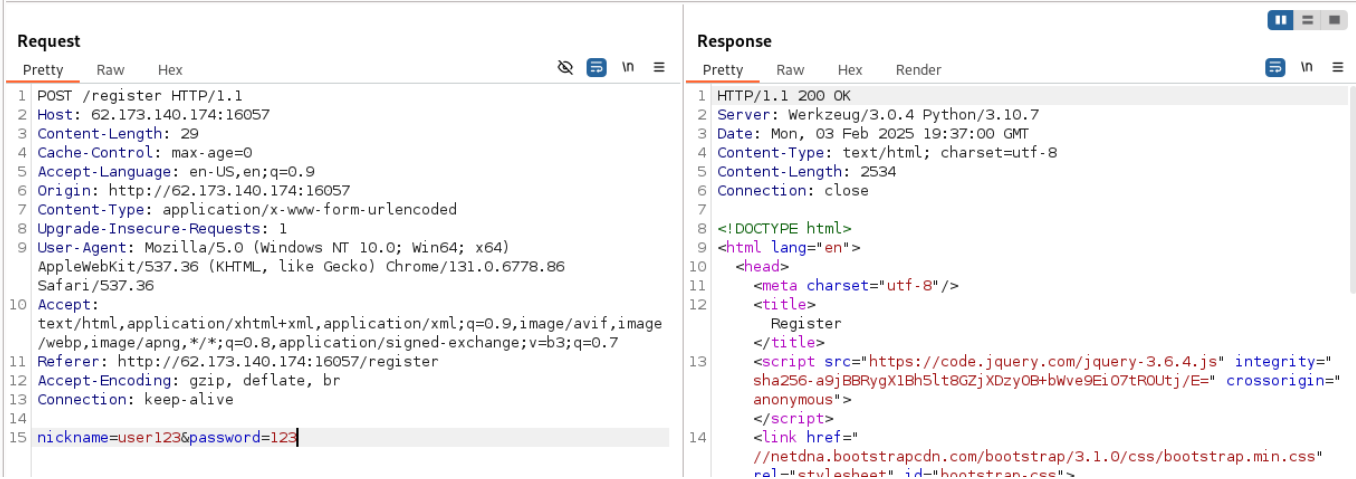 Request
Pretty Raw Hex \n
1 POST /register HTTP/1.1
2 Host: 62.173.140.174:16057
3 Content-Length: 29
4 Cache-Control: max-age=0
5 Accept-Language: en-US,en;q=0.9
6 Origin: http://62.173.140.174:16057
7 Content-Type: application/x-www-form-urlencoded
8 Upgrade-Insecure-Requests: 1
9 User-Agent: Mozilla/5.0 (Windows NT 10.0; Win64; x64)
AppleWebKit/537.36 (KHTML, like Gecko) Chrome/131.0.6778.86
Safari/537.36
10 Accept:
text/html,application/xhtml+xml,application/xml;q=0.9,image/avif,image
/webp,image/apng,*/*;q=0.8,application/signed-exchange;v=b3;q=0.7
11 Referer: http://62.173.140.174:16057/register
12 Accept-Encoding: gzip, deflate, br
13 Connection: keep-alive
14
15 nickname=user123&password=123
Response
Pretty Raw Hex Render \n
1 HTTP/1.1 200 OK
2 Server: Werkzeug/3.0.4 Python/3.10.7
3 Date: Mon, 03 Feb 2025 19:37:00 GMT
4 Content-Type: text/html; charset=utf-8
5 Content-Length: 2534
6 Connection: close
7
8 <!DOCTYPE html>
9 <html lang="en">
10 <head>
11 <meta charset="utf-8"/>
12 <title>
Register
</title>
13 <script src="https://code.jquery.com/jquery-3.6.4.js" integrity="
sha256-a9jBBRygX1Bh5lt8GZjXDzyOB+bWve9EiO7tROUtj/E=" crossorigin="
anonymous">
</script>
14 <link href="
//netdna.bootstrapcdn.com/bootstrap/3.1.0/css/bootstrap.min.css"
rel="stylesheet" id="bootstrap-css">